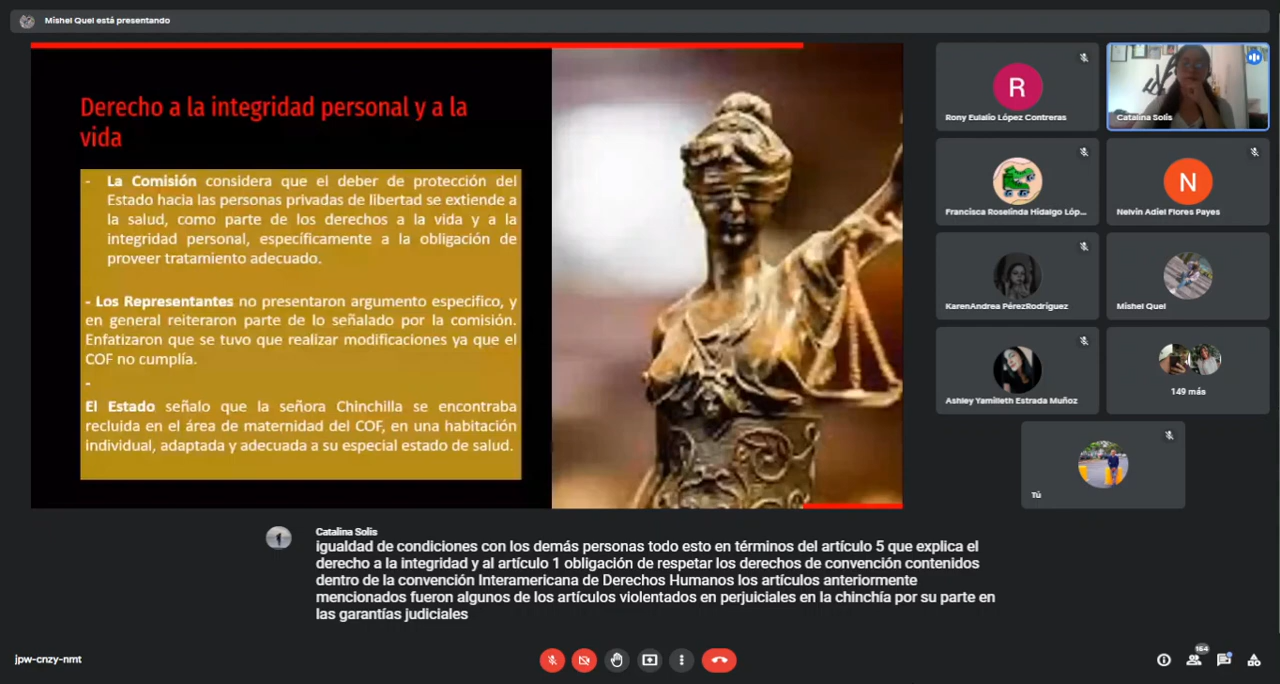 Mishel Quel está presentando
Derecho a la integridad personal y a la
vida
- La Comisión considera que el deber de protección del
Estado hacia las personas privadas de libertad se extiende a
la salud, como parte de los derechos a la vida y a la
integridad personal, específicamente a la obligación de
proveer tratamiento adecuado.
- Los Representantes no presentaron argumento especifico, y
en general reiteraron parte de lo señalado por la comisión.
Enfatizaron que se tuvo que realizar modificaciones ya que el
COF no cumplía.
-
El Estado señalo que la señora Chinchilla se encontraba
recluida en el área de maternidad del COF, en una habitación
individual, adaptada y adecuada a su especial estado de salud.
R
Rony Eulalio López Contreras
Catalina Solis
Francisca Roselinda Hidalgo Lóp...
N
Nelvin Adiel Flores Payes
KarenAndrea PérezRodríguez
Mishel Quel
Ashley Yamilleth Estrada Muñoz
149 más
Tú
Catalina Solis
igualdad de condiciones con los demás personas todo esto en términos del artículo 5 que explica el
derecho a la integridad y al artículo 1 obligación de respetar los derechos de convención contenidos
dentro de la convención Interamericana de Derechos Humanos los artículos anteriormente
mencionados fueron algunos de los artículos violentados en perjuiciales en la chinchía por su parte en
las garantías judiciales
jpw-cnzy-nmt
164